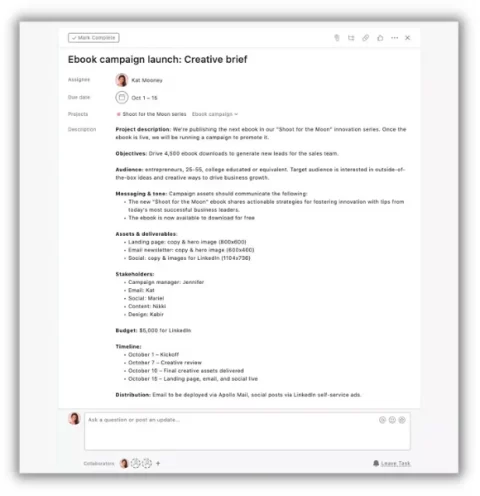 ✓ Mark Complete
Ebook campaign launch: Creative brief
Assignee Kat Mooney
Due date Oct 1 – 15
Projects Shoot for the Moon series Ebook campaign
Description Project description: We're publishing the next ebook in our "Shoot for the Moon" innovation series. Once the
ebook is live, we will be running a campaign to promote it.
Objectives: Drive 4,500 ebook downloads to generate new leads for the sales team.
Audience: entrepreneurs, 25-55, college educated or equivalent. Target audience is interested in outside-of-
the-box ideas and creative ways to drive business growth.
Messaging & tone: Campaign assets should communicate the following:
• The new "Shoot for the Moon" ebook shares actionable strategies for fostering innovation with tips from
today's most successful business leaders.
• The ebook is now available to download for free
Assets & deliverables:
• Landing page: copy & hero image (800x600)
• Email newsletter: copy & hero image (600x400)
• Social: copy & images for LinkedIn (1104x736)
Stakeholders:
• Campaign manager: Jennifer
• Email: Kat
• Social: Mariel
• Content: Nikki
• Design: Kabir
Budget: $5,000 for LinkedIn
Timeline:
• October 1 – Kickoff
• October 7 – Creative review
• October 15 – Final creative assets delivered
• October 15 – Landing page, email, and social live
Distribution: Email to be deployed via Apollo Mail, social posts via LinkedIn self-service ads.
Ask a question or post an update...
Collaborators
Leave Task